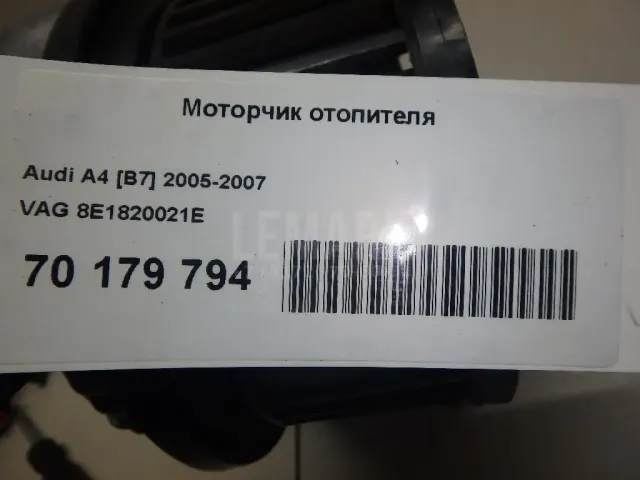 Моторчик отопителя
Audi A4 [B7] 2005-2007
VAG 8E1820021E
70 179 794